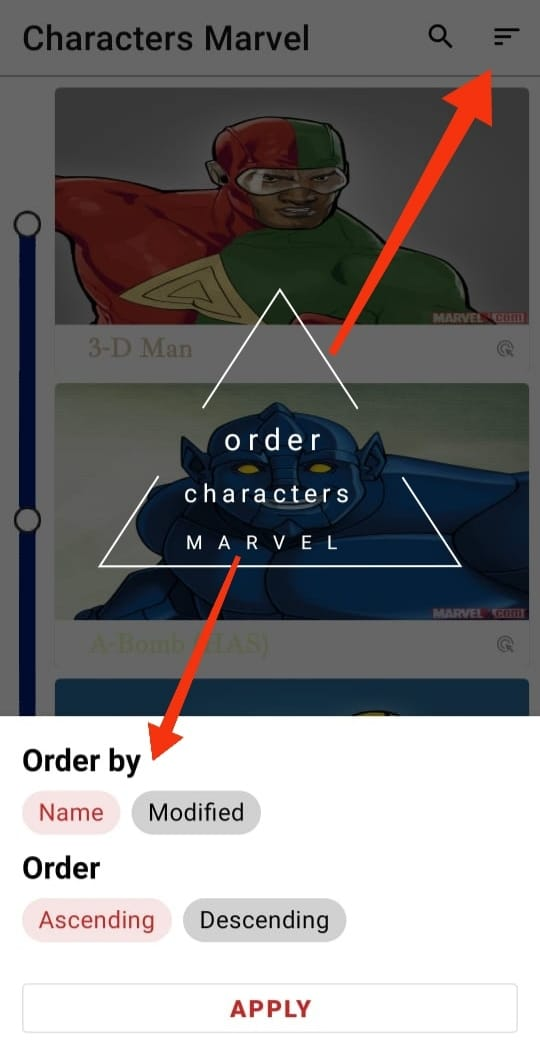 Characters Marvel
MARVEL.com
3-D Man
order
characters
MARVEL
MARVEL.com
A-Bomb (HAS)
Order by
Name Modified
Order
Ascending Descending
APPLY